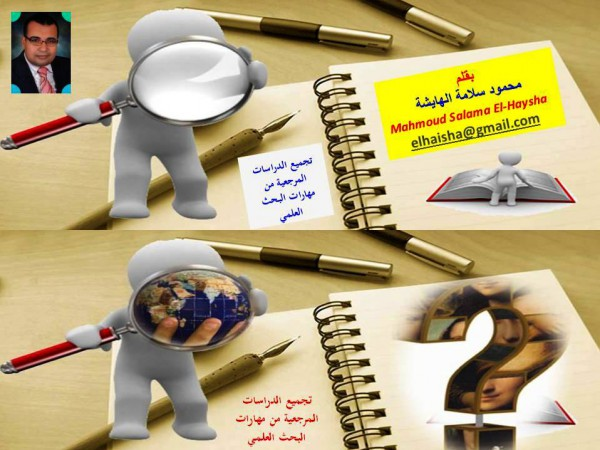 بقلم
محمود سلامة الهايشة
Mahmoud Salama El-Haysha
elhaisha@gmail.com
تجميع الدراسات
المرجعية من
مهارات البحث
العلمي
تجميع الدراسات
المرجعية من مهارات
البحث العلمي